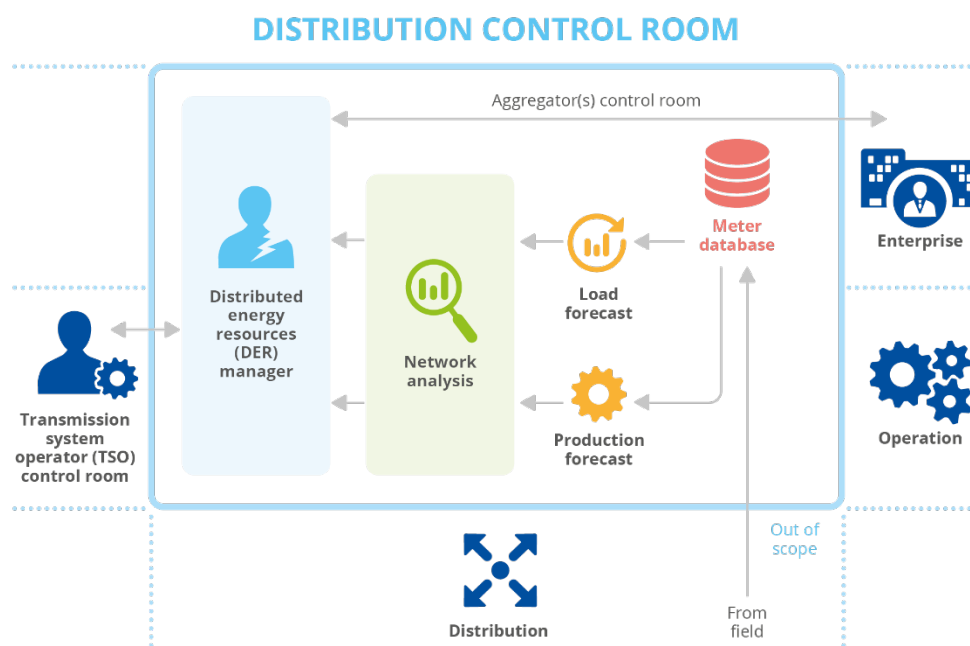 DISTRIBUTION CONTROL ROOM
Aggregator(s) control room
Meter
database
Enterprise
Distributed
energy
resources
(DER)
manager
Load
forecast
Network
analysis
Transmission
system
operator (TSO)
control room
Production
forecast
Operation
Out of
scope
Distribution
From
field